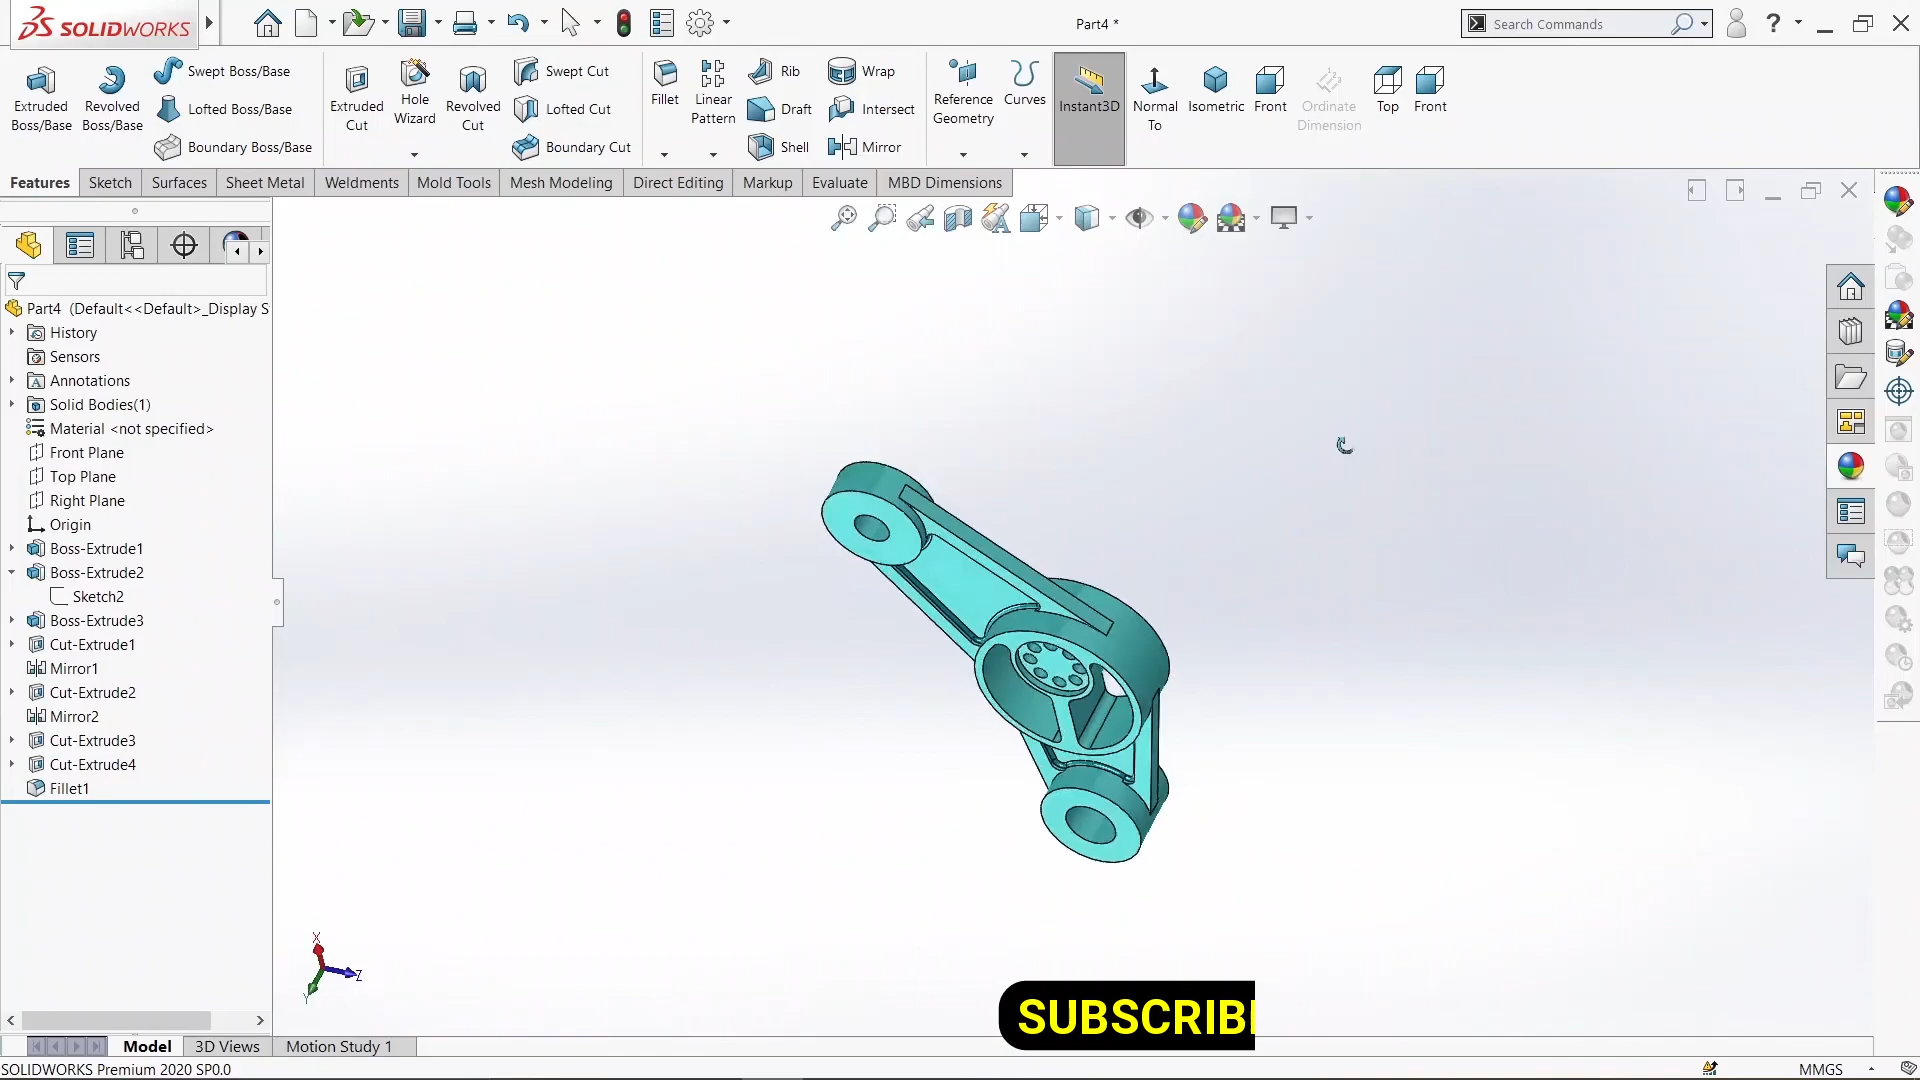 SOLIDWORKS
Part4 *
Search Commands
?
Extruded Boss/Base
Revolved Boss/Base
Swept Boss/Base
Lofted Boss/Base
Boundary Boss/Base
Extruded Cut
Hole Wizard
Revolved Cut
Swept Cut
Lofted Cut
Boundary Cut
Fillet
Linear Pattern
Rib
Draft
Shell
Wrap
Intersect
Mirror
Reference Geometry
Curves
Instant3D
Normal To
Isometric
Front
Ordinate Dimension
Top
Front
Features
Sketch
Surfaces
Sheet Metal
Weldments
Mold Tools
Mesh Modeling
Direct Editing
Markup
Evaluate
MBD Dimensions
Part4 (Default<<Default>_Display S
History
Sensors
Annotations
Solid Bodies(1)
Material <not specified>
Front Plane
Top Plane
Right Plane
Origin
Boss-Extrude1
Boss-Extrude2
Sketch2
Boss-Extrude3
Cut-Extrude1
Mirror1
Cut-Extrude2
Mirror2
Cut-Extrude3
Cut-Extrude4
Fillet1
X
Z
Y
SUBSCRIB
Model
3D Views
Motion Study 1
SOLIDWORKS Premium 2020 SP0.0
MMGS